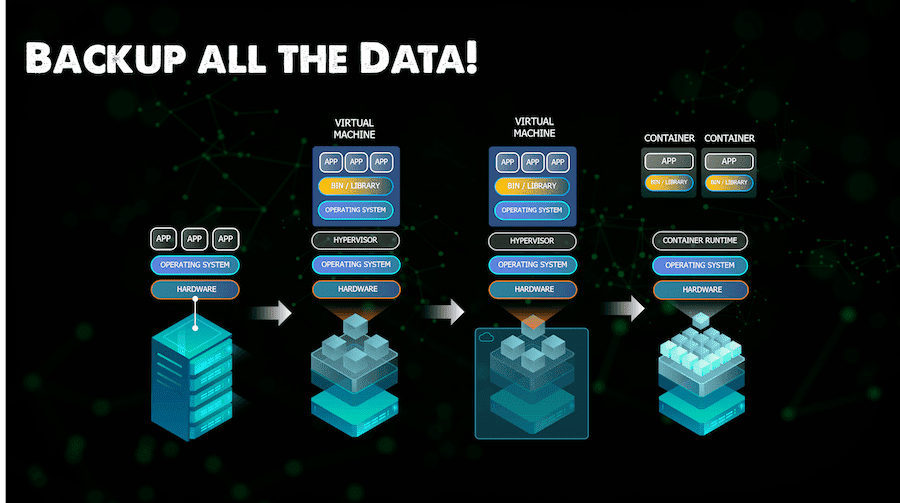 BACKUP ALL THE DATA!
APP APP APP
OPERATING SYSTEM
HARDWARE
VIRTUAL
MACHINE
APP APP APP
BIN / LIBRARY
OPERATING SYSTEM
HYPERVISOR
OPERATING SYSTEM
HARDWARE
VIRTUAL
MACHINE
APP APP APP
BIN / LIBRARY
OPERATING SYSTEM
HYPERVISOR
OPERATING SYSTEM
HARDWARE
CONTAINER CONTAINER
APP APP
BIN / LIBRARY BIN / LIBRARY
CONTAINER RUNTIME
OPERATING SYSTEM
HARDWARE